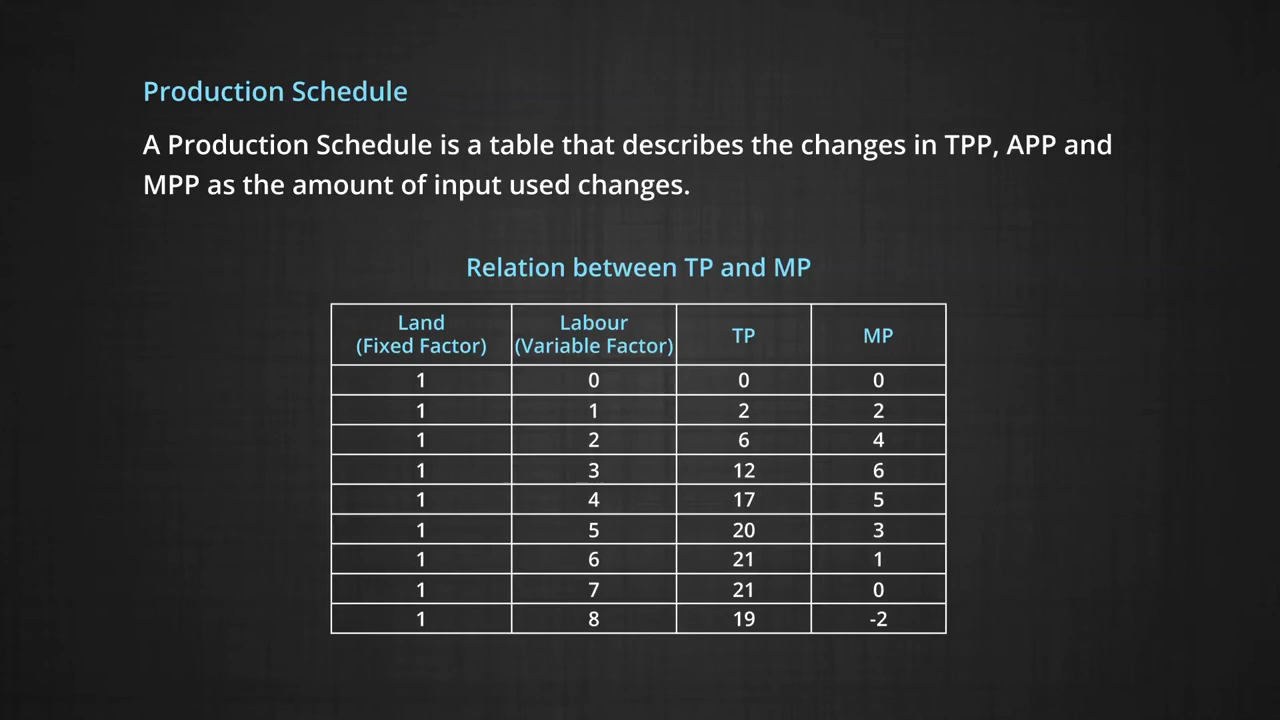 Production Schedule
A Production Schedule is a table that describes the changes in TPP, APP and
MPP as the amount of input used changes.
Relation between TP and MP
Land (Fixed Factor) Labour (Variable Factor) TP MP
1 0 0 0
1 1 2 2
1 2 6 4
1 3 12 6
1 4 17 5
1 5 20 3
1 6 21 1
1 7 21 0
1 8 19 -2